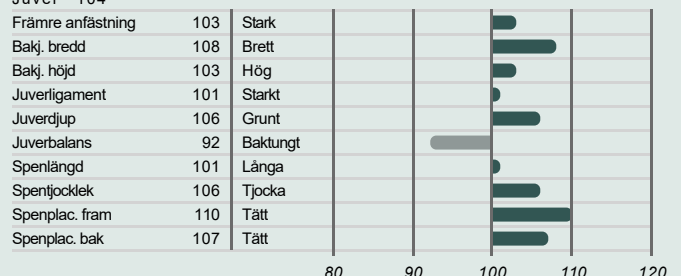 Juver 104
Främre anfästning 103 Stark
Bakj. bredd 108 Brett
Bakj. höjd 103 Hög
Juverligament 101 Starkt
Juverdjup 106 Grunt
Juverbalans 92 Baktungt
Spenlängd 101 Långa
Spentjocklek 106 Tjocka
Spenplac. fram 110 Tätt
Spenplac. bak 107 Tätt
80 90 100 110 120